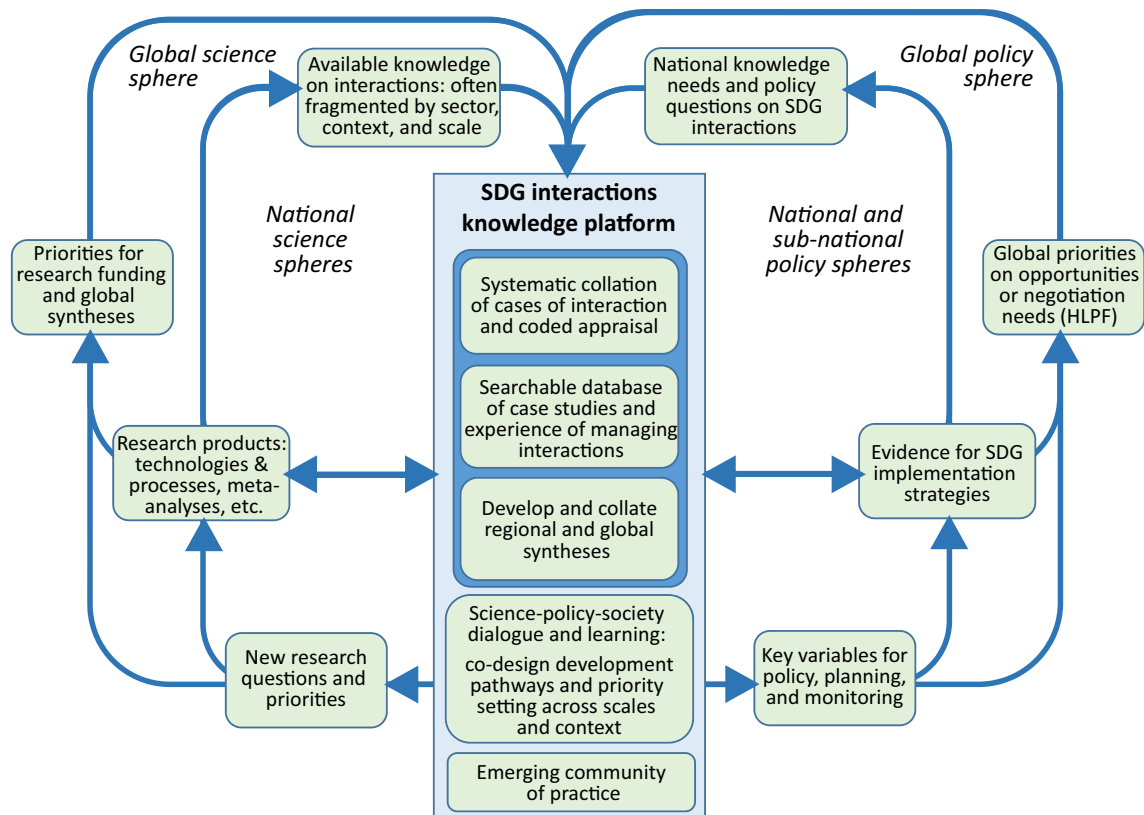 Global science
sphere
Available knowledge
on interactions: often
fragmented by sector,
context, and scale
National knowledge
needs and policy
questions on SDG
interactions
Global policy
sphere
National
science
spheres
SDG interactions
knowledge platform
National and
sub-national
policy spheres
Priorities for
research funding
and global
syntheses
Systematic collation
of cases of interaction
and coded appraisal
Global priorities
on opportunities
or negotiation
needs (HLPF)
Searchable database
of case studies and
experience of managing
interactions
Research products:
technologies &
processes, meta-
analyses, etc.
Evidence for SDG
implementation
strategies
Develop and collate
regional and global
syntheses
Science-policy-society
dialogue and learning:
co-design development
pathways and priority
setting across scales
and context
New research
questions and
priorities
Key variables for
policy, planning,
and monitoring
Emerging community
of practice